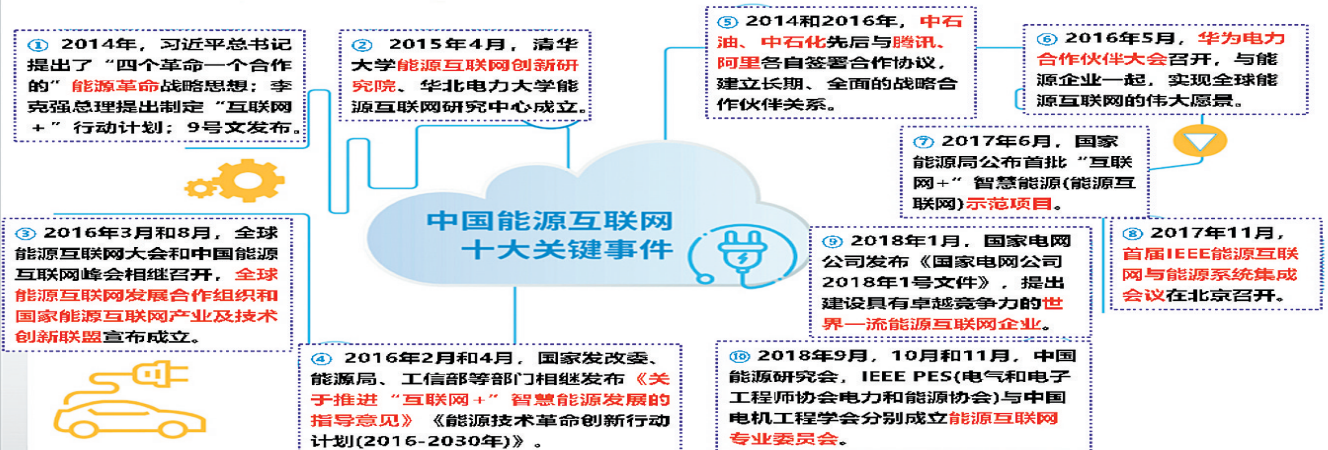 ① 2014年，习近平总书记
提出了“四个革命一个合作
的”能源革命战略思想；李
克强总理提出制定“互联网
+”行动计划；9号文发布。
② 2015年4月，清华
大学能源互联网创新研
究院、华北电力大学能
源互联网研究中心成立。
③ 2016年3月和8月，全球
能源互联网大会和中国能源
互联网峰会相继召开，全球
能源互联网发展合作组织和
国家能源互联网产业及技术
创新联盟宣布成立。
④ 2016年2月和4月，国家发改委、
能源局、工信部等部门相继发布《关
于推进“互联网+”智慧能源发展的
指导意见》《能源技术革命创新行动
计划(2016-2030年)》。
中国能源互联网
十大关键事件
⑤ 2014和2016年，中石
油、中石化先后与腾讯、
阿里各自签署合作协议，
建立长期、全面的战略合
作伙伴关系。
⑥ 2016年5月，华为电力
合作伙伴大会召开，与能
源企业一起，实现全球能
源互联网的伟大愿景。
⑦ 2017年6月，国家
能源局公布首批“互联
网+”智慧能源(能源互
联网)示范项目。
⑧ 2017年11月，
首届IEEE能源互联
网与能源系统集成
会议在北京召开。
⑨ 2018年1月，国家电网
公司发布《国家电网公司
2018年1号文件》，提出
建设具有卓越竞争力的世
界一流能源互联网企业。
⑩ 2018年9月，10月和11月，中国
能源研究会，IEEE PES(电气和电子
工程师协会电力和能源协会)与中国
电机工程学会分别成立能源互联网
专业委员会。